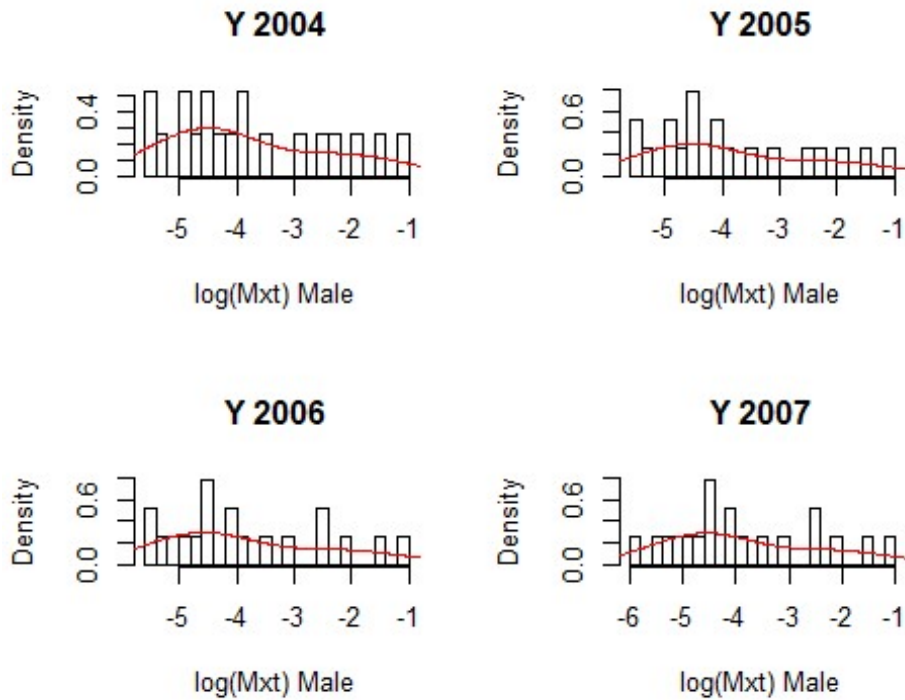 Y 2004
Density
0.0 0.4
-5 -4 -3 -2 -1
log(Mxt) Male
Y 2005
Density
0.0 0.6
-5 -4 -3 -2 -1
log(Mxt) Male
Y 2006
Density
0.0 0.6
-5 -4 -3 -2 -1
log(Mxt) Male
Y 2007
Density
0.0 0.6
-6 -5 -4 -3 -2 -1
log(Mxt) Male